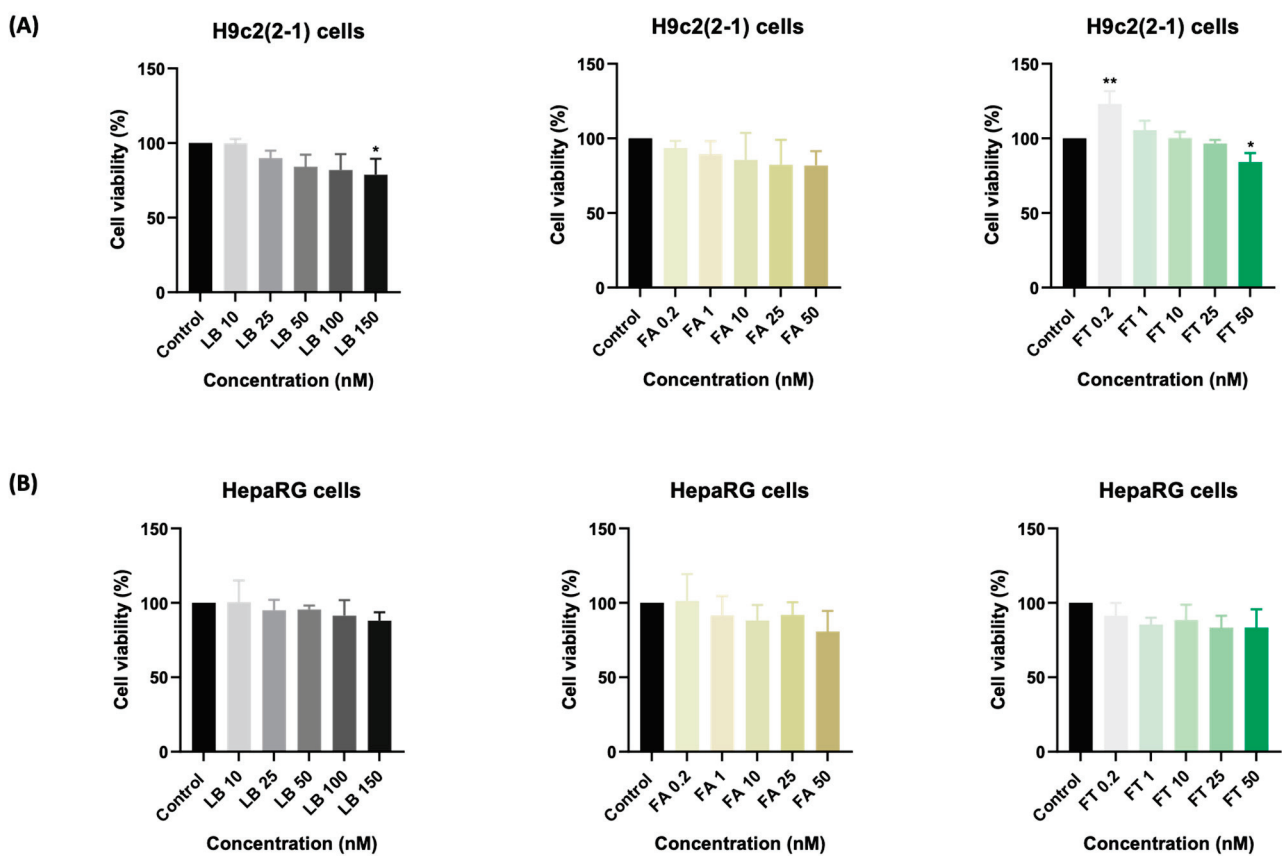 (A)
H9c2(2-1) cells
150
100
50
0
Cell viability (%)
*
Control
LB 10
LB 25
LB 50
LB 100
LB 150
Concentration (nM)
H9c2(2-1) cells
150
100
50
0
Cell viability (%)
Control
FA 0.2
FA 1
FA 10
FA 25
FA 50
Concentration (nM)
H9c2(2-1) cells
150
100
50
0
Cell viability (%)
**
*
Control
FT 0.2
FT 1
FT 10
FT 25
FT 50
Concentration (nM)
(B)
HepaRG cells
150
100
50
0
Cell viability (%)
Control
LB 10
LB 25
LB 50
LB 100
LB 150
Concentration (nM)
HepaRG cells
150
100
50
0
Cell viability (%)
Control
FA 0.2
FA 1
FA 10
FA 25
FA 50
Concentration (nM)
HepaRG cells
150
100
50
0
Cell viability (%)
Control
FT 0.2
FT 1
FT 10
FT 25
FT 50
Concentration (nM)